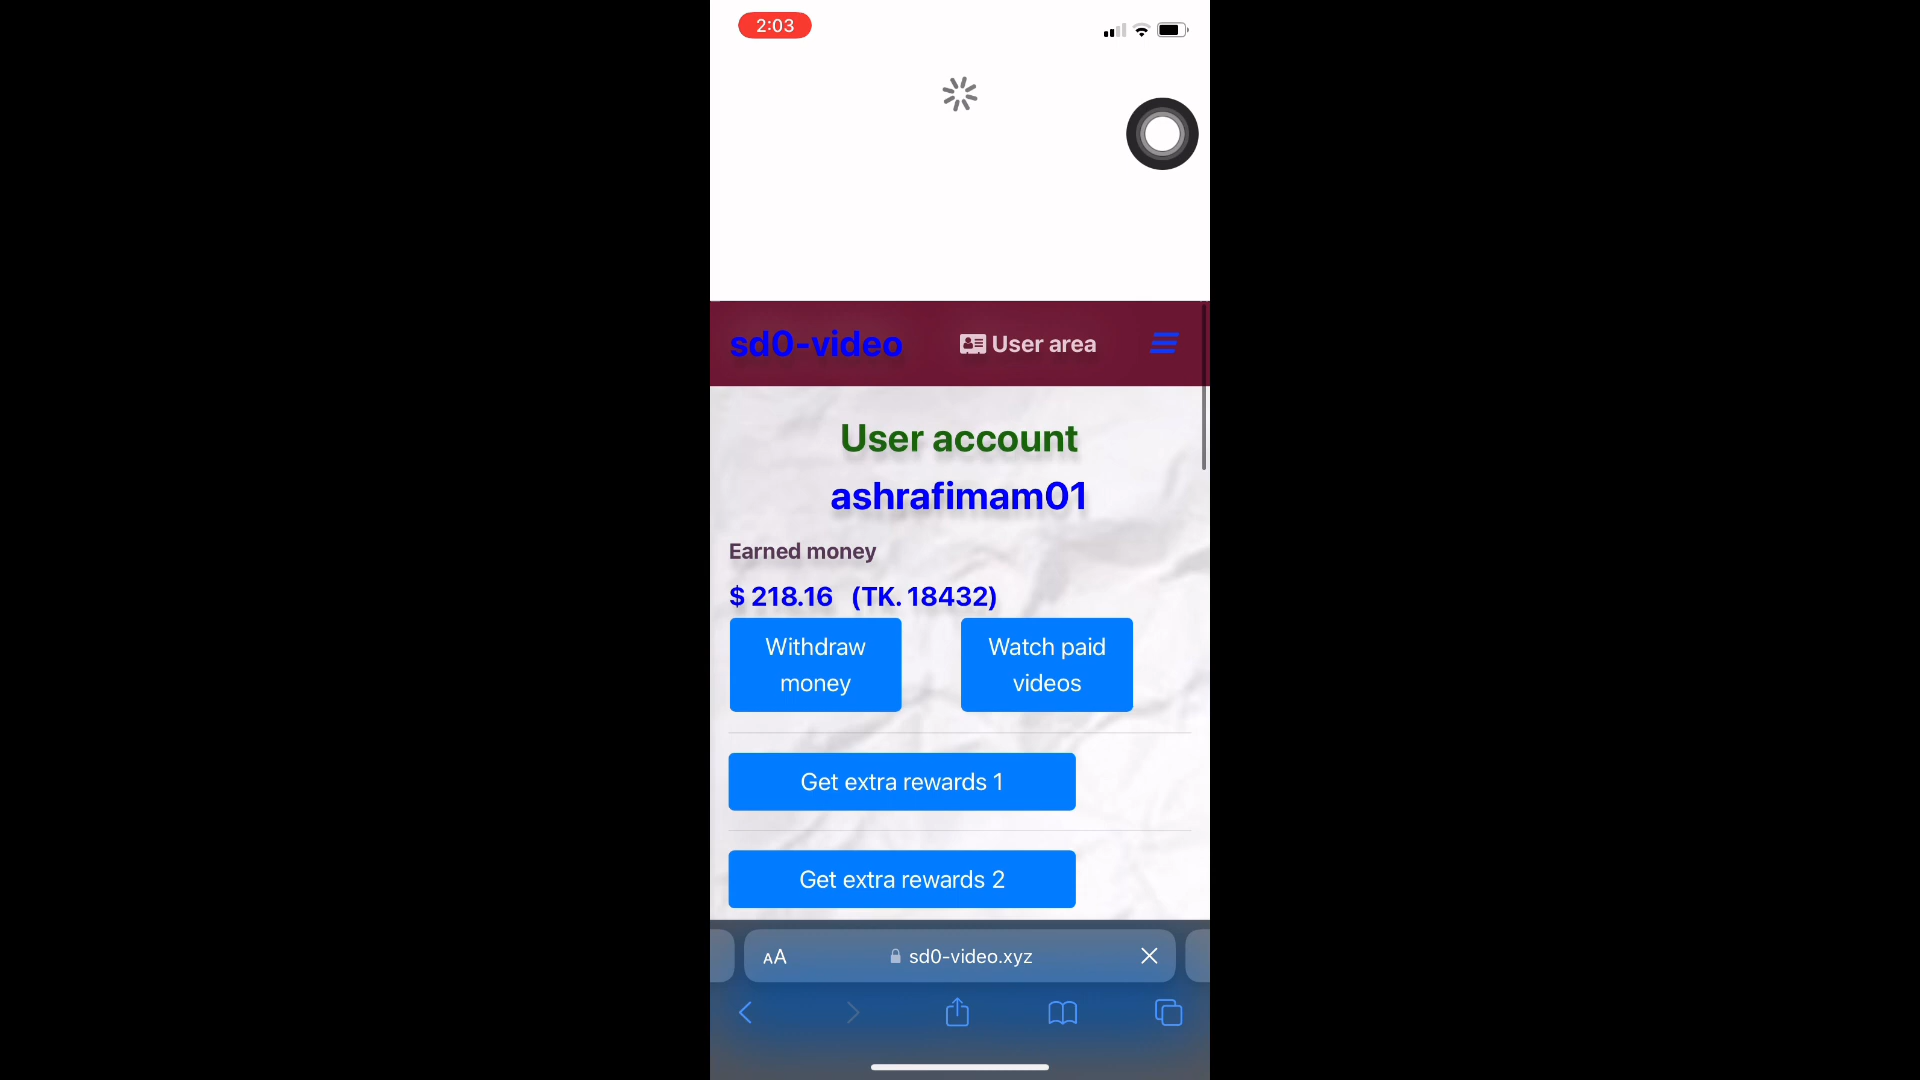 2:03
sd0-video
User area
User account
ashrafimam01
Earned money
$ 218.16 (TK. 18432)
Withdraw
money
Watch paid
videos
Get extra rewards 1
Get extra rewards 2
AA
sd0-video.xyz